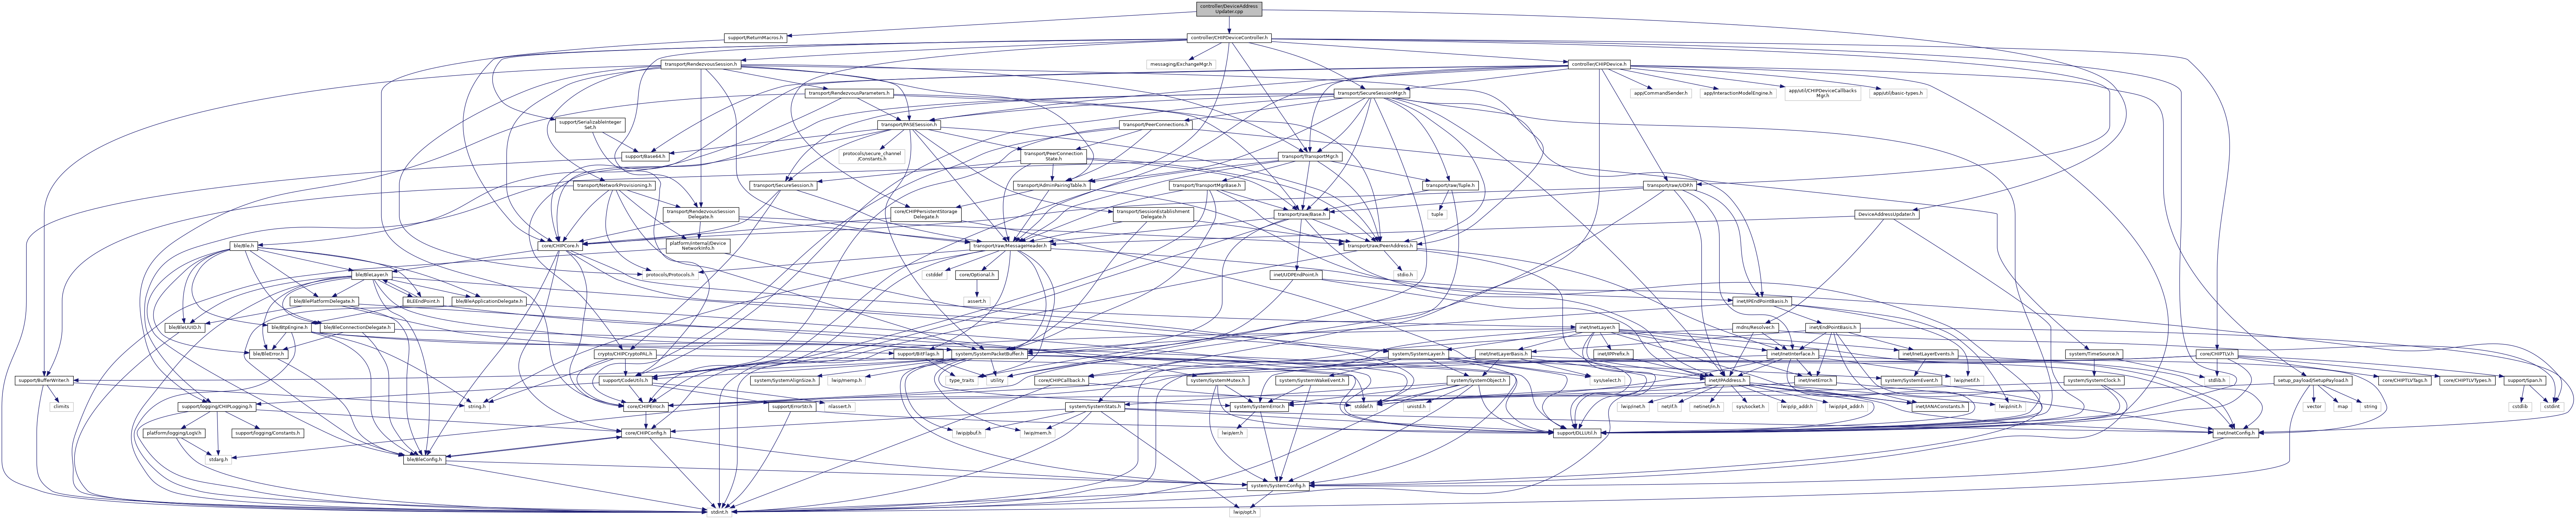 controller/DeviceAddress
Updater.cpp
support/ReturnMacros.h
controller/CHIPDeviceController.h
transport/RendezvousSession.h
messaging/ExchangeMgr.h
controller/CHIPDevice.h
transport/RendezvousParameters.h
transport/SecureSessionMgr.h
app/CommandSender.h
app/InteractionModelEngine.h
app/util/CHIPDeviceCallbacks
Mgr.h
app/util/basic-types.h
support/SerializableInteger
Set.h
transport/PASESession.h
transport/PeerConnections.h
support/Base64.h
protocols/secure_channel
/Constants.h
transport/PeerConnection
State.h
transport/TransportMgr.h
transport/NetworkProvisioning.h
transport/SecureSession.h
transport/AdminPairingTable.h
transport/TransportMgrBase.h
transport/raw/Tuple.h
transport/raw/UDP.h
transport/RendezvousSession
Delegate.h
core/CHIPPersistentStorage
Delegate.h
transport/SessionEstablishment
Delegate.h
transport/raw/Base.h
tuple
DeviceAddressUpdater.h
ble/Ble.h
core/CHIPCore.h
platform/internal/Device
NetworkInfo.h
transport/raw/MessageHeader.h
transport/raw/PeerAddress.h
ble/BleLayer.h
protocols/Protocols.h
cstddef
core/Optional.h
inet/UDPEndPoint.h
stdio.h
ble/BlePlatformDelegate.h
BLEEndPoint.h
ble/BleApplicationDelegate.h
assert.h
inet/IPEndPointBasis.h
ble/BleUUID.h
ble/BtpEngine.h
ble/BleConnectionDelegate.h
inet/InetLayer.h
mdns/Resolver.h
inet/EndPointBasis.h
ble/BleError.h
crypto/CHIPCryptoPAL.h
support/BitFlags.h
system/SystemPacketBuffer.h
system/SystemLayer.h
inet/InetLayerBasis.h
inet/IPPrefix.h
inet/InetInterface.h
inet/InetLayerEvents.h
system/TimeSource.h
core/CHIPTLV.h
support/BufferWriter.h
support/CodeUtils.h
system/SystemAlignSize.h
lwip/memp.h
type_traits
utility
core/CHIPCallback.h
system/SystemMutex.h
system/SystemWakeEvent.h
system/SystemObject.h
sys/select.h
inet/IPAddress.h
inet/InetError.h
system/SystemEvent.h
lwip/netif.h
system/SystemClock.h
stdlib.h
setup_payload/SetupPayload.h
core/CHIPTLVTags.h
core/CHIPTLVTypes.h
support/Span.h
climits
string.h
support/logging/CHIPLogging.h
core/CHIPError.h
support/ErrorStr.h
nlassert.h
system/SystemStats.h
system/SystemError.h
stddef.h
unistd.h
lwip/inet.h
net/if.h
netinet/in.h
sys/socket.h
lwip/ip_addr.h
lwip/ip4_addr.h
inet/IANAConstants.h
lwip/init.h
vector
map
string
cstdlib
cstdint
platform/logging/LogV.h
support/logging/Constants.h
core/CHIPConfig.h
lwip/pbuf.h
lwip/mem.h
lwip/err.h
support/DLLUtil.h
inet/InetConfig.h
stdarg.h
ble/BleConfig.h
system/SystemConfig.h
stdint.h
lwip/opt.h